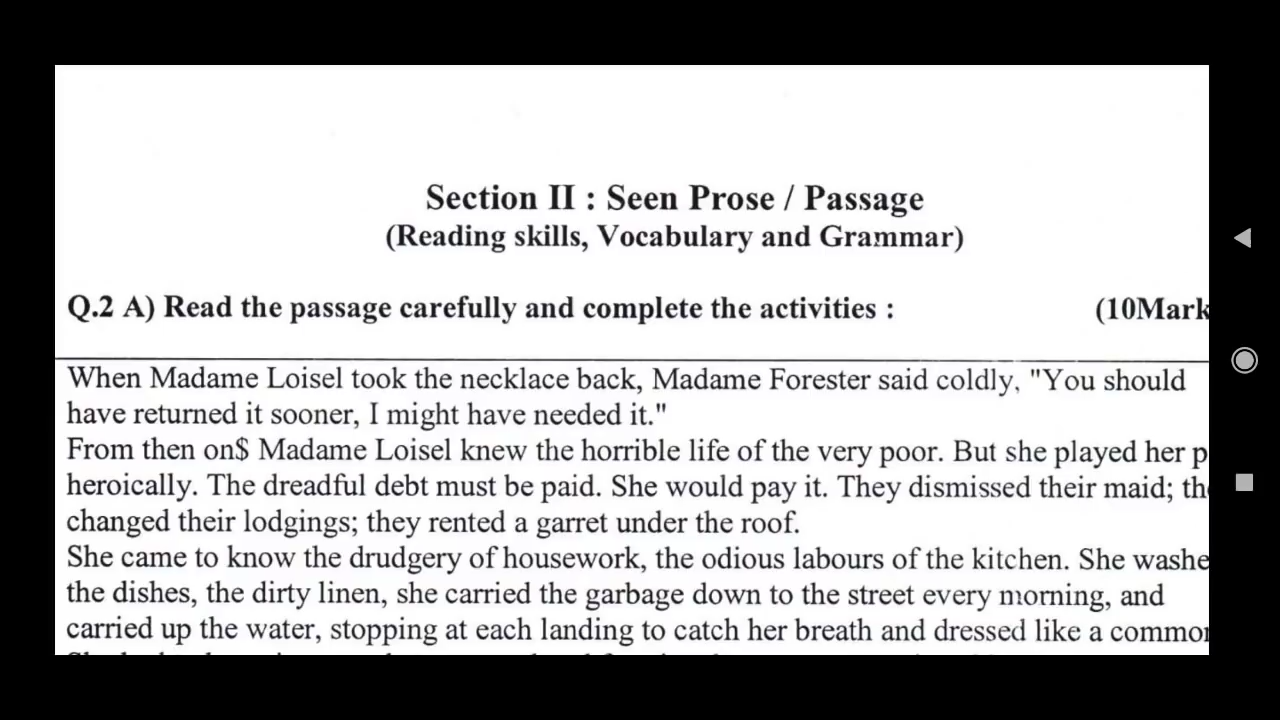 Section II : Seen Prose / Passage
(Reading skills, Vocabulary and Grammar)
Q.2 A) Read the passage carefully and complete the activities : (10Mark
When Madame Loisel took the necklace back, Madame Forester said coldly, "You should
have returned it sooner, I might have needed it."
From then on$ Madame Loisel knew the horrible life of the very poor. But she played her p
heroically. The dreadful debt must be paid. She would pay it. They dismissed their maid; the
changed their lodgings; they rented a garret under the roof.
She came to know the drudgery of housework, the odious labours of the kitchen. She washe
the dishes, the dirty linen, she carried the garbage down to the street every morning, and
carried up the water, stopping at each landing to catch her breath and dressed like a common